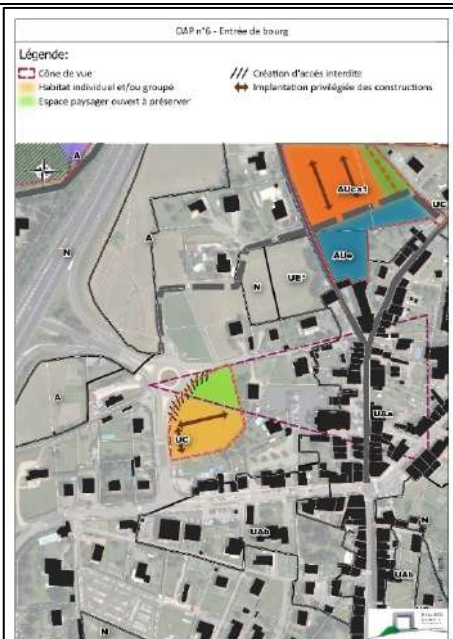 OAP n°6 - Entrée de bourg
Légende:
Cône de vue
Habitat individuel et/ou groupé
Espace paysager ouvert à préserver
Création d'accès interdite
Implantation privilégiée des constructions
A
N
A
AUca1
UC
AUe
N
UE
A
UC
UAa
UAb
N
UAb
N